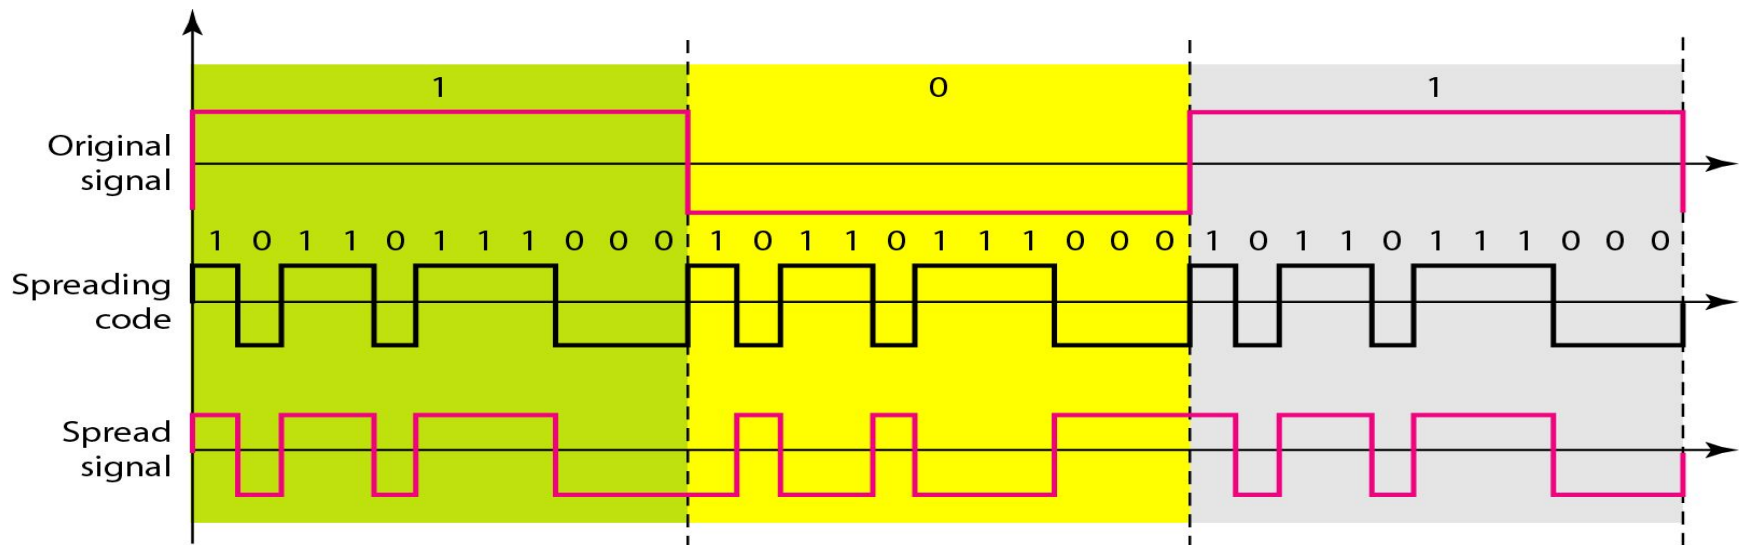 1 0 1
Original
signal
1 0 1 1 0 1 1 1 0 0 0 1 0 1 1 0 1 1 1 0 0 0 1 0 1 1 0 1 1 1 0 0 0
Spreading
code
Spread
signal